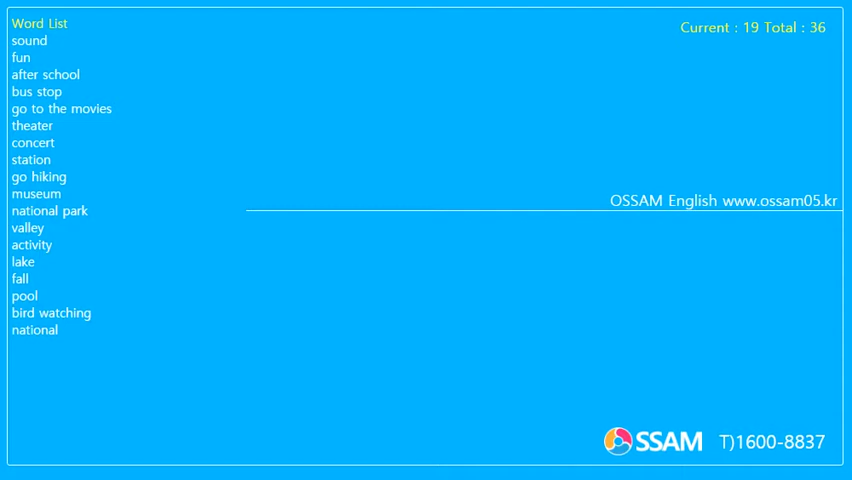 Word List
sound
fun
after school
bus stop
go to the movies
theater
concert
station
go hiking
museum
national park
valley
activity
lake
fall
pool
bird watching
national
Current : 19 Total : 36
OSSAM English www.ossam05.kr
OSSAM T)1600-8837